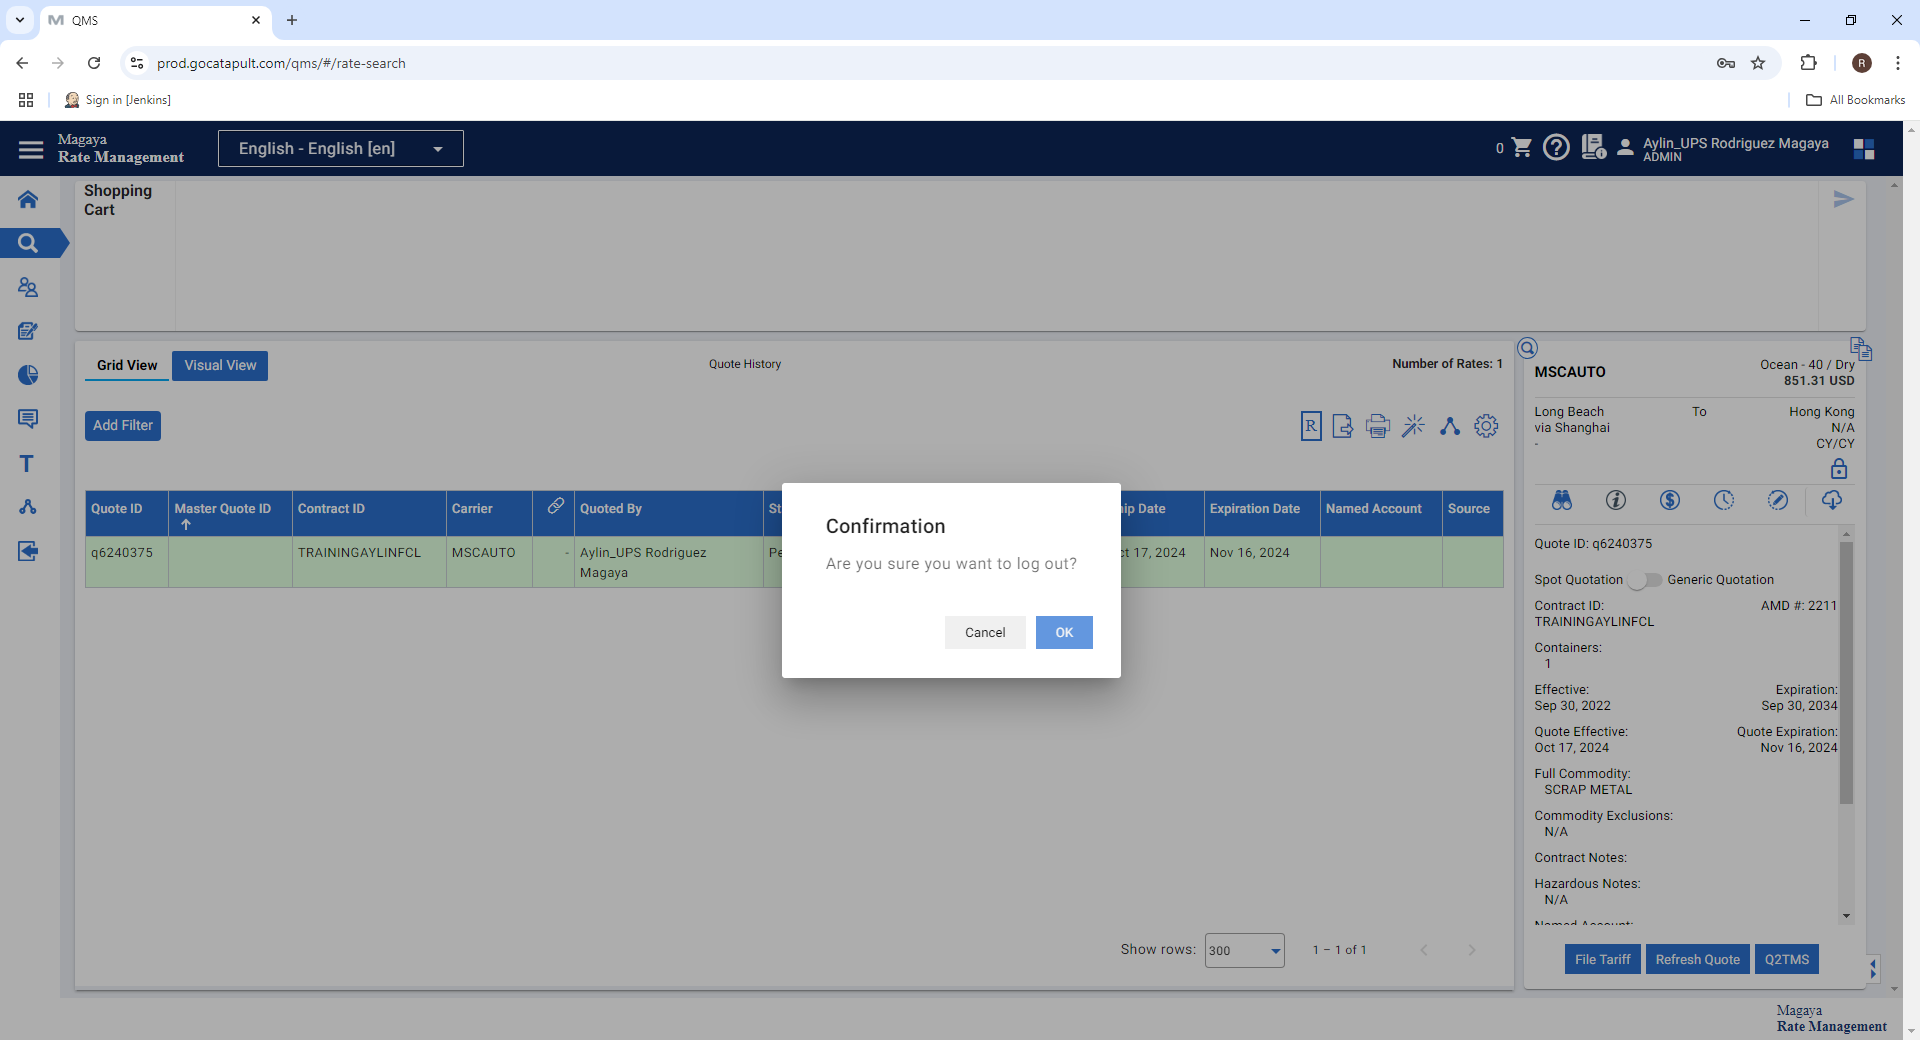 QMS
prod.gocatapult.com/qms/#/rate-search
R
Sign in [Jenkins]
All Bookmarks
Magaya
Rate Management
English - English [en]
0
Aylin_UPS Rodriguez Magaya
ADMIN
Shopping
Cart
Grid View
Visual View
Quote History
Number of Rates: 1
Add Filter
R
Quote ID
Master Quote ID
Contract ID
Carrier
Quoted By
Expiration Date
Named Account
Source
Date
q6240375
TRAININGAYLINFCL
MSCAUTO
-
Aylin_UPS Rodriguez
Magaya
17, 2024
Nov 16, 2024
Confirmation
Are you sure you want to log out?
Cancel
OK
Show rows:
300
1 – 1 of 1
MSCAUTO
Ocean - 40 / Dry
851.31 USD
Long Beach
To
Hong Kong
via Shanghai
N/A
-
CY/CY
Quote ID: q6240375
Spot Quotation
Generic Quotation
Contract ID:
AMD #: 2211
TRAININGAYLINFCL
Containers:
1
Effective:
Expiration:
Sep 30, 2022
Sep 30, 2034
Quote Effective:
Quote Expiration:
Oct 17, 2024
Nov 16, 2024
Full Commodity:
SCRAP METAL
Commodity Exclusions:
N/A
Contract Notes:
Hazardous Notes:
N/A
Named Account:
File Tariff
Refresh Quote
Q2TMS
Magaya
Rate Management